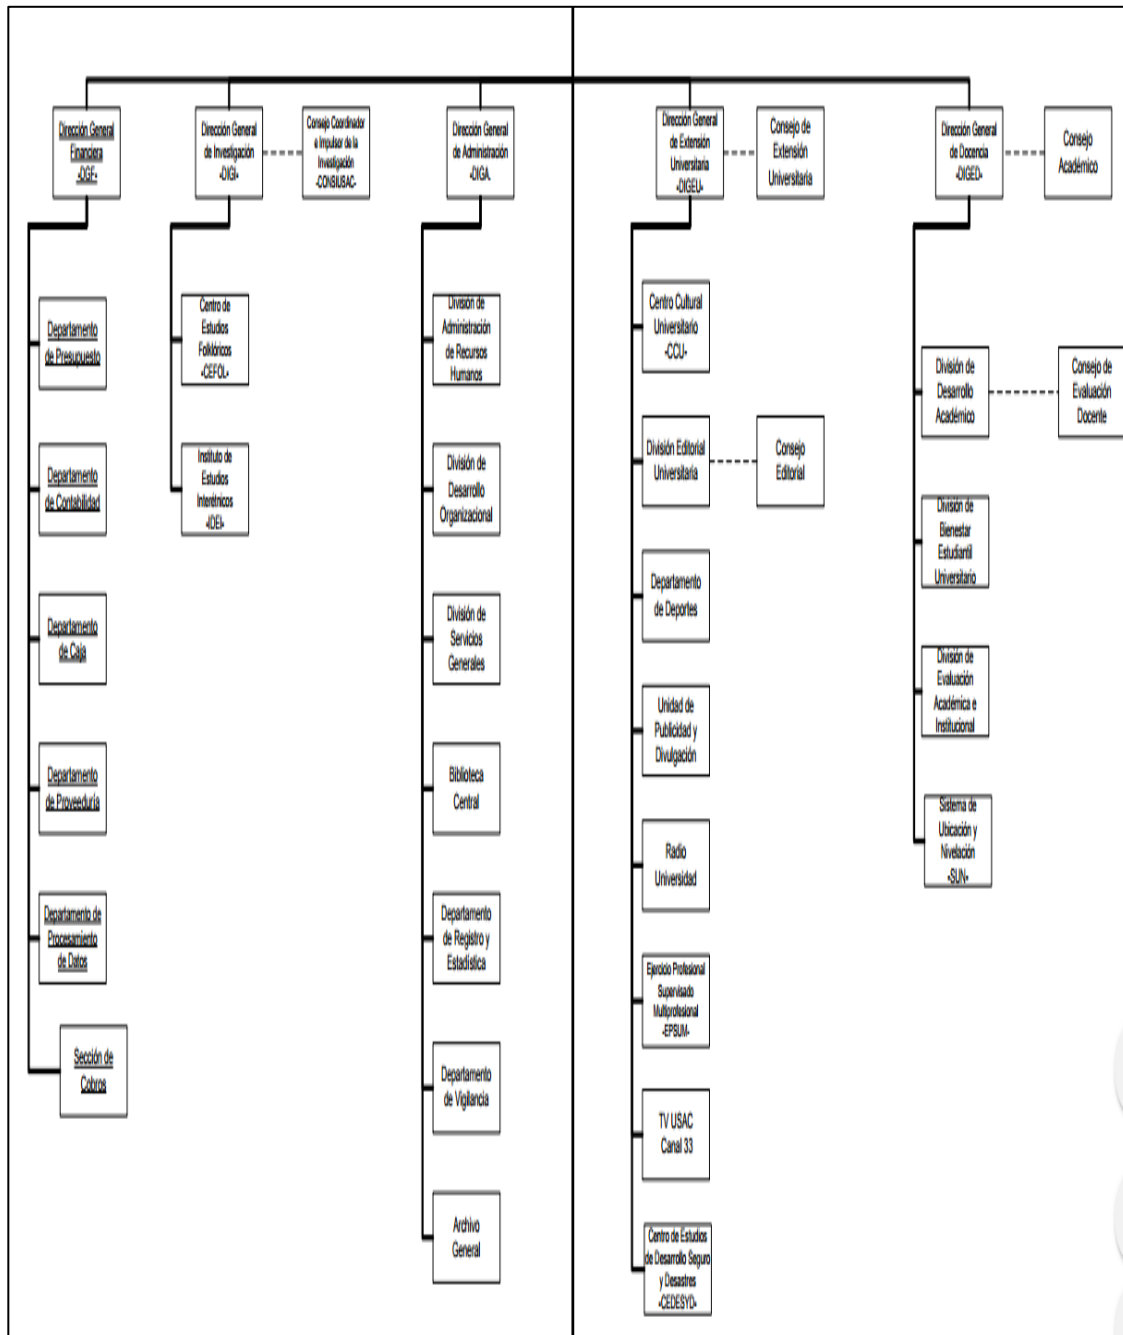 Dirección General
Financiera
-DGF-
Dirección General
de Investigación
-DIGI-
Consejo Coordinador
e Impulsor de la
Investigación
-CONSIUSAC-
Dirección General
de Administración
-DIGA.
Dirección General
de Extensión
Universitaria
-DIGEU-
Consejo de
Extensión
Universitaria
Dirección General
de Docencia
-DIGED-
Consejo
Académico
Departamento
de Presupuesto
Departamento
de Contabilidad
Departamento
de Caja
Departamento
de Proveeduría
Departamento de
Procesamiento
de Datos
Sección de
Cobros
Centro de
Estudios
Folklóricos
-CEFOL-
Instituto de
Estudios
Interétnicos
-IDEI-
División de
Administración
de Recursos
Humanos
División de
Desarrollo
Organizacional
División de
Servicios
Generales
Biblioteca
Central
Departamento
de Registro y
Estadística
Departamento
de Vigilancia
Archivo
General
Centro Cultural
Universitario
-CCU-
División Editorial
Universitaria
Consejo
Editorial
Departamento
de Deportes
Unidad de
Publicidad y
Divulgación
Radio
Universidad
Ejercicio Profesional
Supervisado
Multiprofesional
-EPSUM-
TV USAC
Canal 33
Centro de Estudios
de Desarrollo Seguro
y Desastres
-CEDESYD-
División de
Desarrollo
Académico
Consejo de
Evaluación
Docente
División de
Bienestar
Estudiantil
Universitario
División de
Evaluación
Académica e
Institucional
Sistema de
Ubicación y
Nivelación
-SUN-